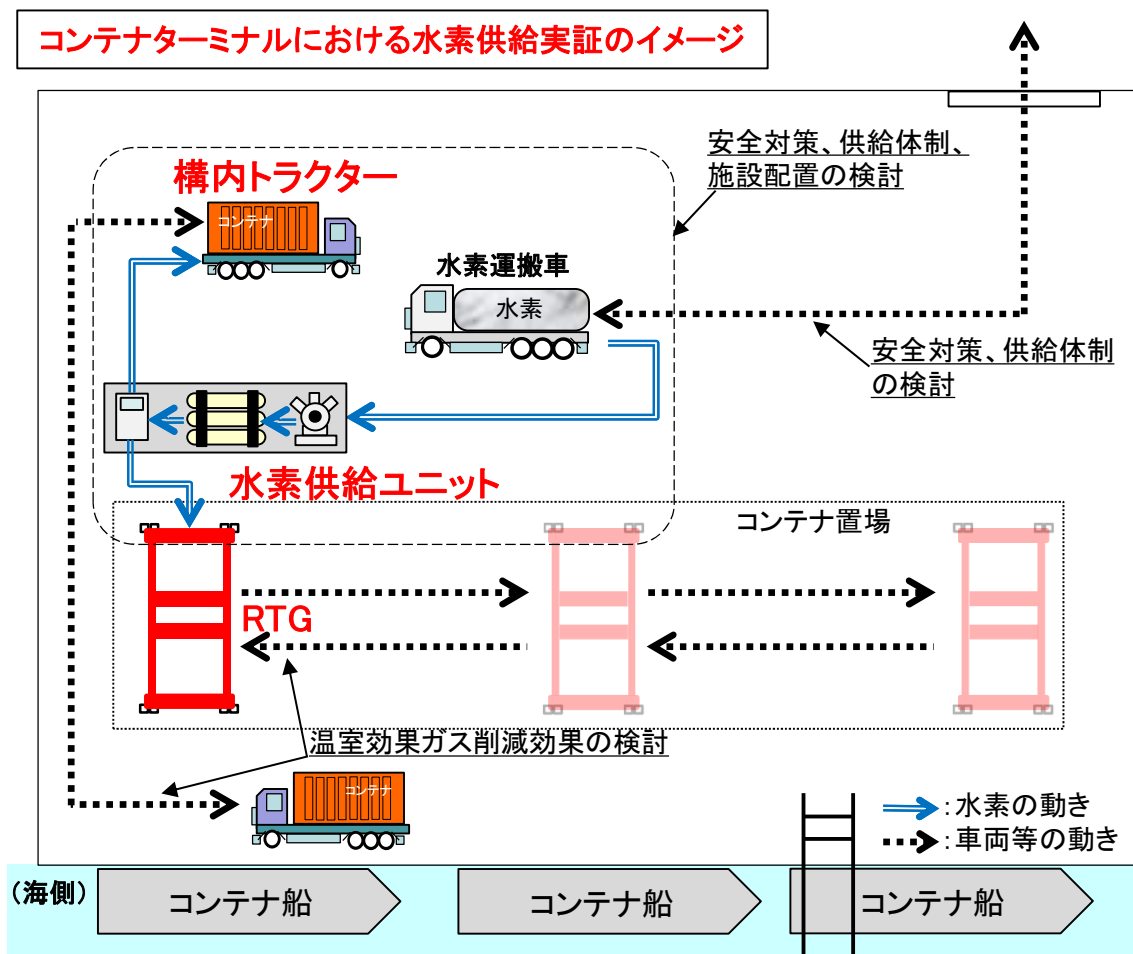 コンテナターミナルにおける水素供給実証のイメージ
安全対策、供給体制、
施設配置の検討
構内トラクター
コンテナ
水素運搬車
水素
安全対策、供給体制
の検討
水素供給ユニット
コンテナ置場
RTG
温室効果ガス削減効果の検討
コンテナ
：水素の動き
：車両等の動き
（海側）
コンテナ船
コンテナ船
コンテナ船